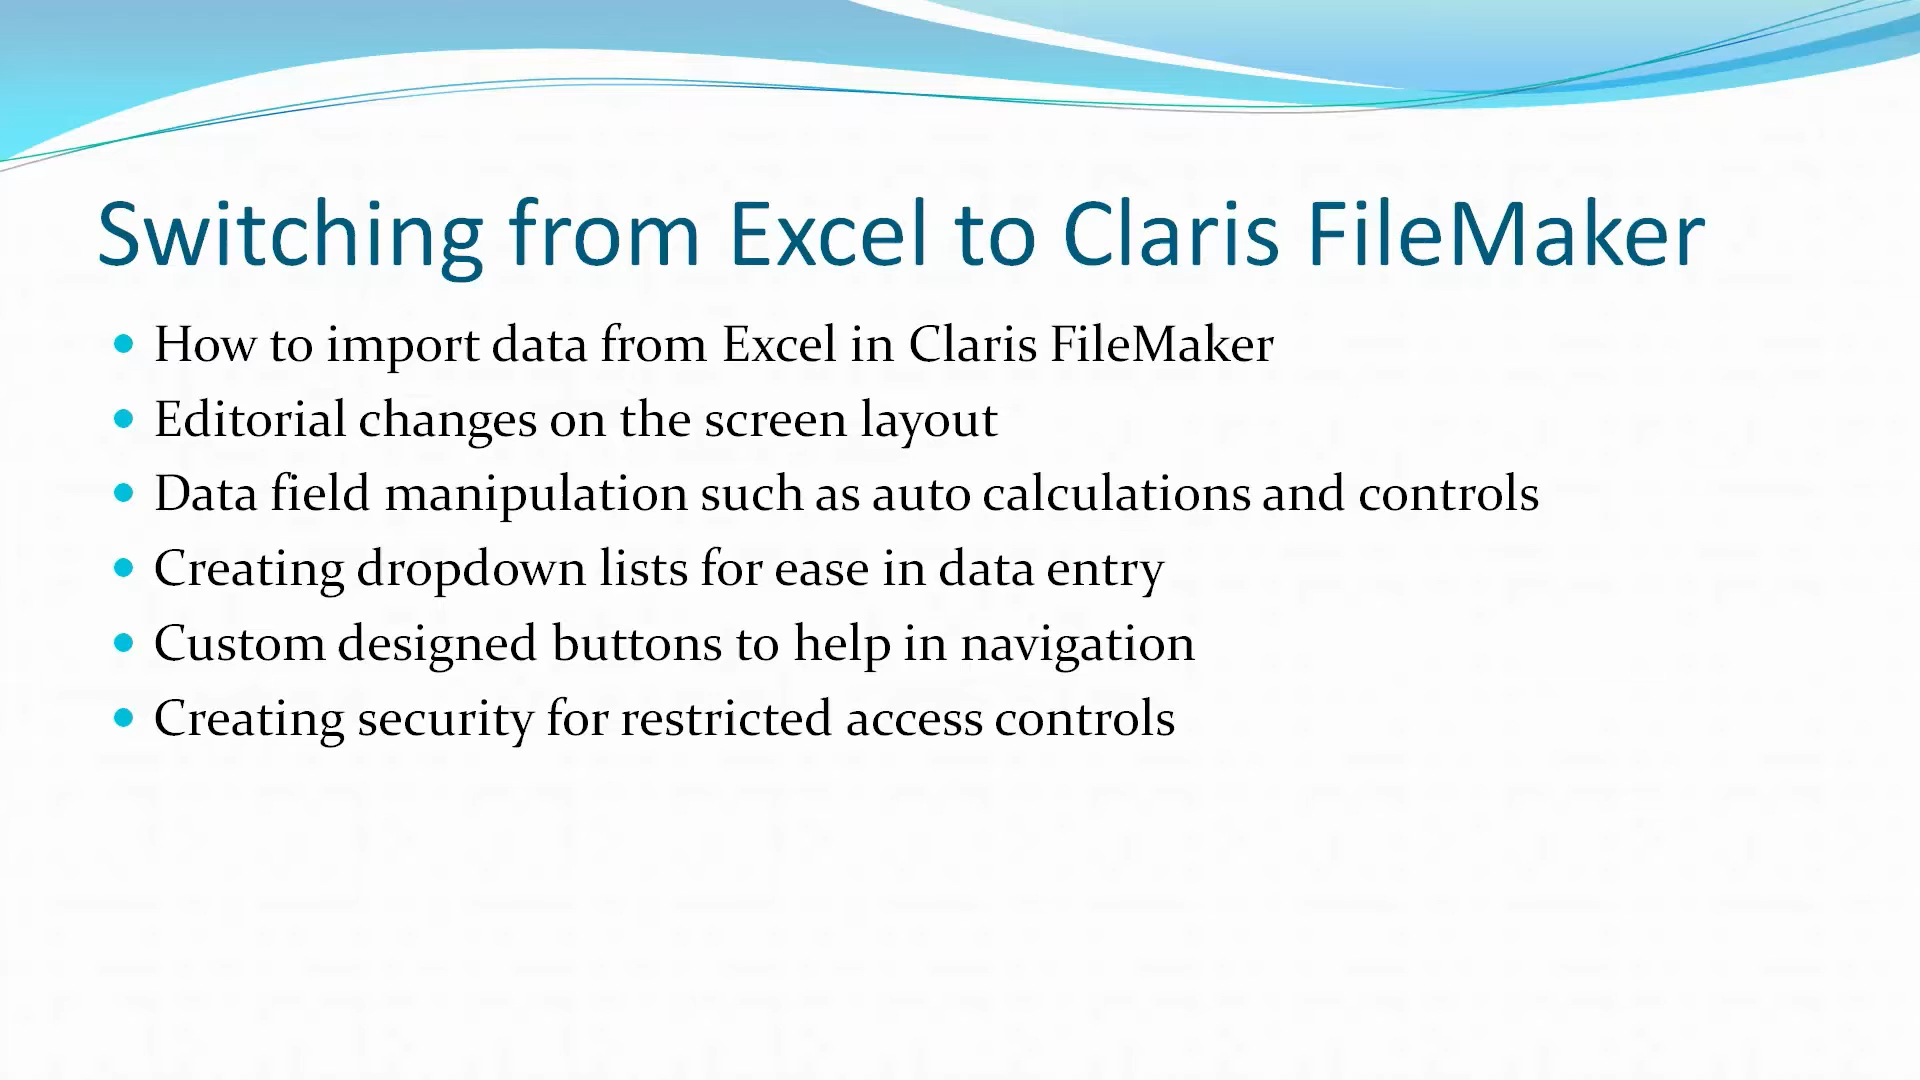 Switching from Excel to Claris FileMaker
• How to import data from Excel in Claris FileMaker
• Editorial changes on the screen layout
• Data field manipulation such as auto calculations and controls
• Creating dropdown lists for ease in data entry
• Custom designed buttons to help in navigation
• Creating security for restricted access controls